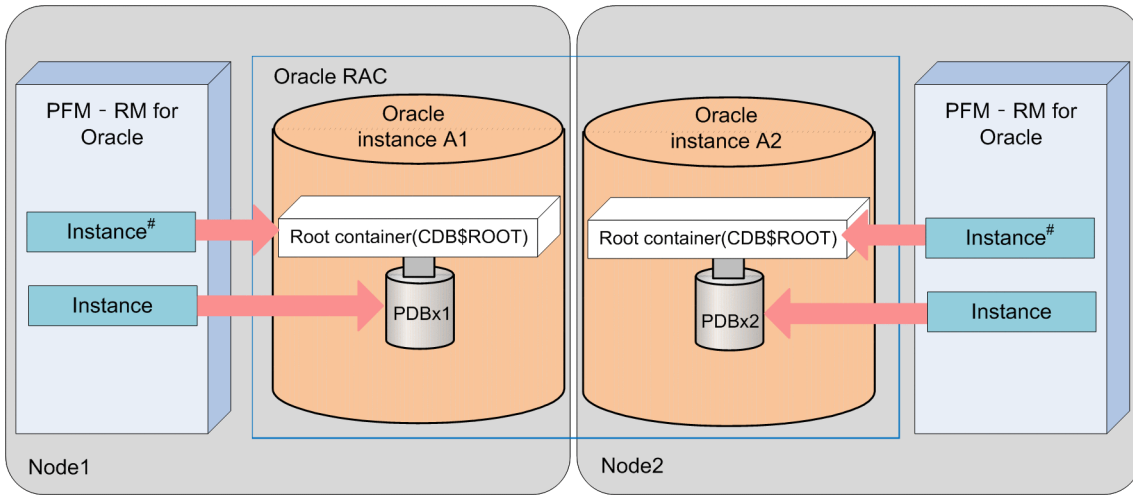 Oracle RAC
PFM - RM for
Oracle
Oracle
instance A1
Oracle
instance A2
PFM - RM for
Oracle
Instance#
Root container(CDB$ROOT)
Root container(CDB$ROOT)
Instance#
Instance
PDBx1
PDBx2
Instance
Node1
Node2